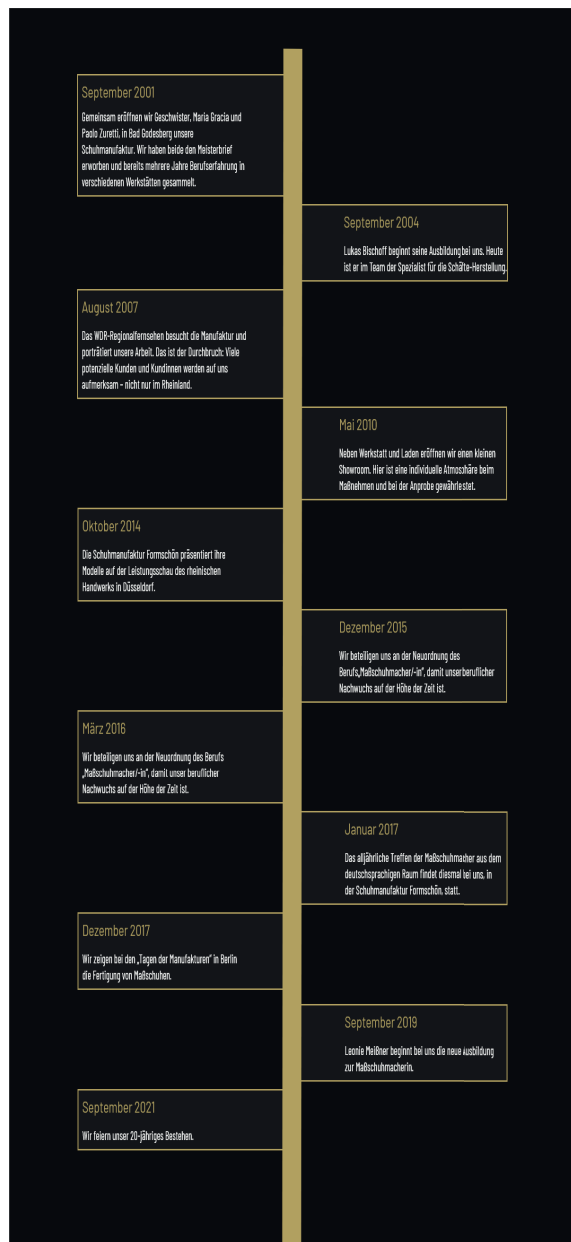 September 2001
Gemeinsam eröffnen wir Geschwister, Maria Gracia und
Paolo Zuretti, in Bad Godesberg unsere
Schuhmanufaktur. Wir haben beide den Meisterbrief
erworben und bereits mehrere Jahre Berufserfahrung in
verschiedenen Werkstätten gesammelt.
September 2004
Lukas Bischoff beginnt seine Ausbildung bei uns. Heute
ist er im Team der Spezialist für die Schäfte-Herstellung.
August 2007
Das WDR-Regionalfernsehen besucht die Manufaktur und
porträtiert unsere Arbeit. Das ist der Durchbruch: Viele
potenzielle Kunden und Kundinnen werden auf uns
aufmerksam – nicht nur im Rheinland.
Mai 2010
Neben Werkstatt und Laden eröffnen wir einen kleinen
Showroom. Hier ist eine individuelle Atmosphäre beim
Maßnehmen und bei der Anprobe gewährleistet.
Oktober 2014
Die Schuhmanufaktur Formschön präsentiert ihre
Modelle auf der Leistungsschau des rheinischen
Handwerks in Düsseldorf.
Dezember 2015
Wir beteiligen uns an der Neuordnung des
Berufs„Maßschuhmacher/-in“, damit unserberuflicher
Nachwuchs auf der Höhe der Zeit ist.
März 2016
Wir beteiligen uns an der Neuordnung des Berufs
„Maßschuhmacher/-in“, damit unser beruflicher
Nachwuchs auf der Höhe der Zeit ist.
Januar 2017
Das alljährliche Treffen der Maßschuhmacher aus dem
deutschsprachigen Raum findet diesmal bei uns, in
der Schuhmanufaktur Formschön, statt.
Dezember 2017
Wir zeigen bei den „Tagen der Manufakturen“ in Berlin
die Fertigung von Maßschuhen.
September 2019
Leonie Meißner beginnt bei uns die neue Ausbildung
zur Maßschuhmacherin.
September 2021
Wir feiern unser 20-jähriges Bestehen.